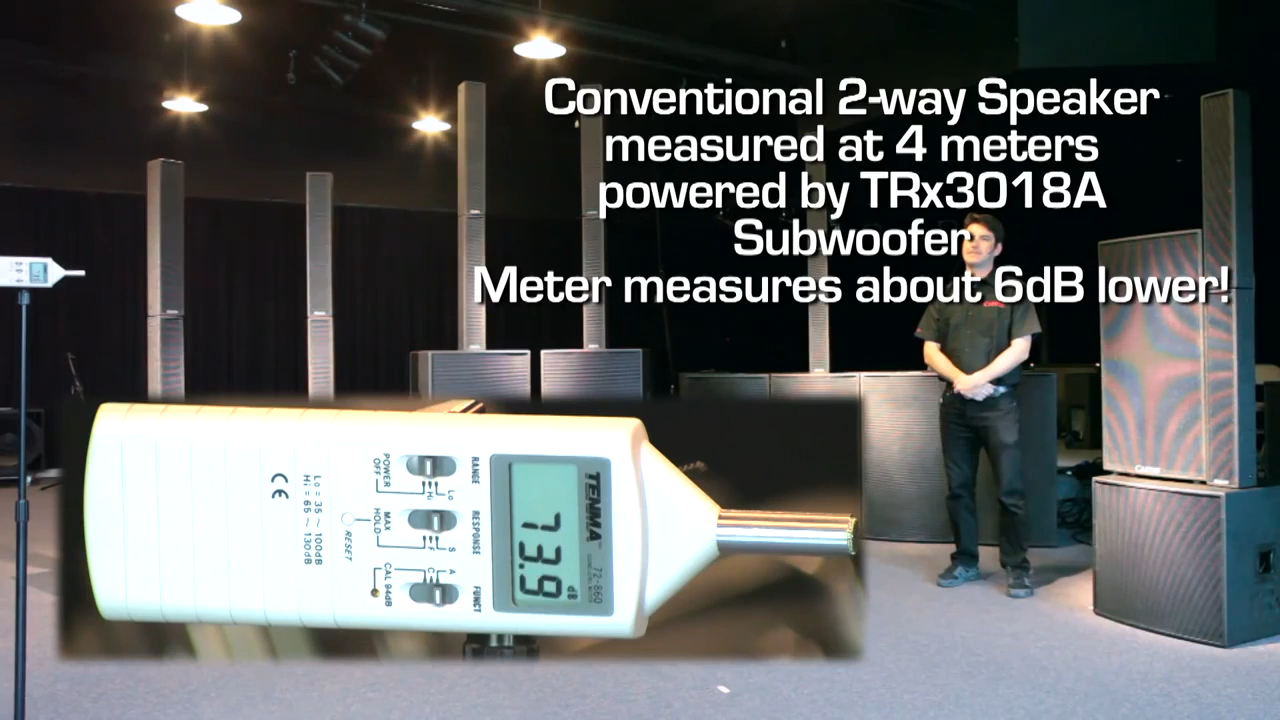 Conventional 2-way Speaker
measured at 4 meters
powered by TRx3018A
Subwoofer
Meter measures about 6dB lower!
TENMA
72-860
73.9
dB
RANGE
Lo
Hi
POWER
OFF
RESPONSE
S
F
MAX
HOLD
RESET
FUNCT
A
C
CAL 94dB
Lo = 35 ~ 100dB
Hi = 65 ~ 130dB
CE